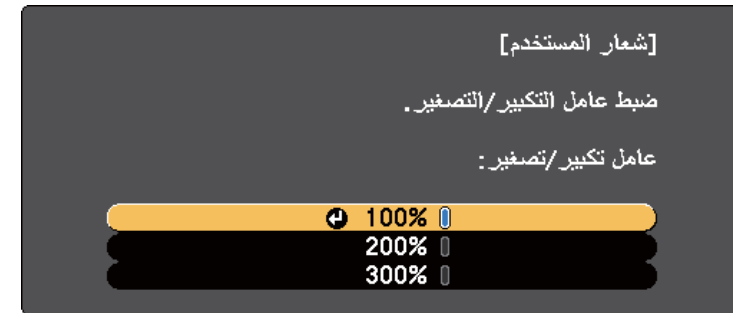 [شعار المستخدم]
ضبط عامل التكبير/التصغير.
عامل تكبير/تصغير:
100%
200%
300%